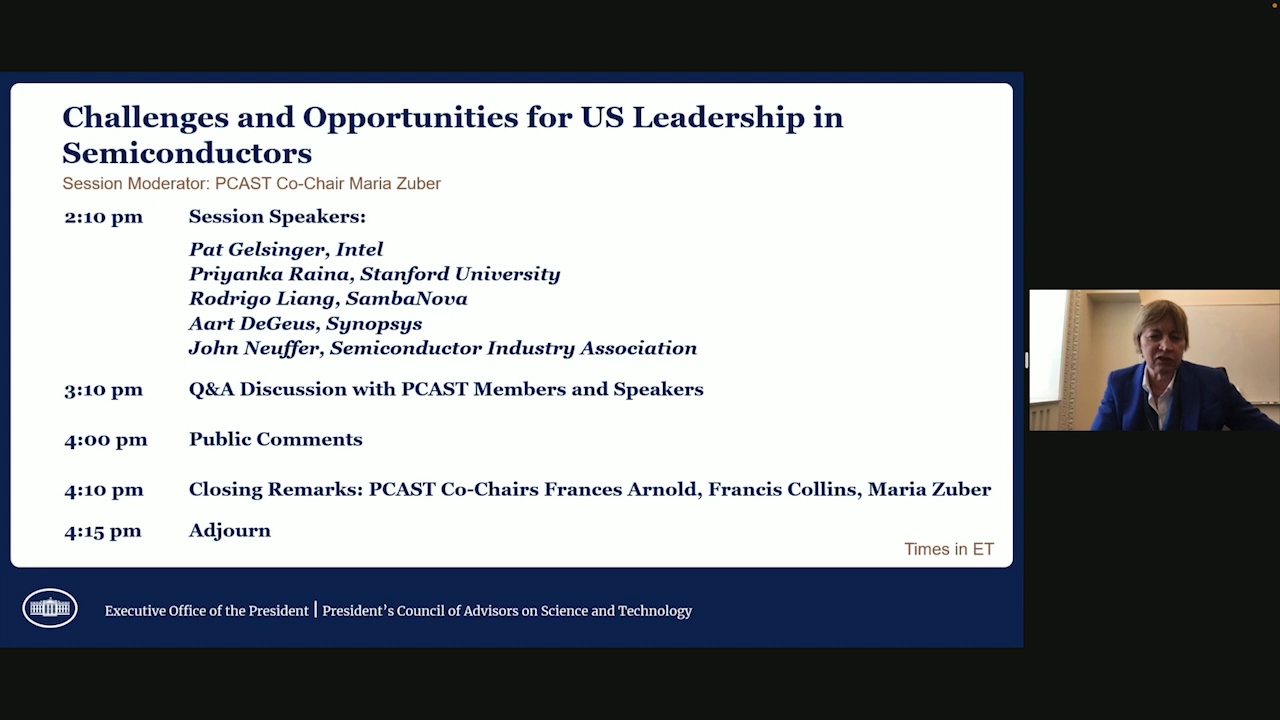 Challenges and Opportunities for US Leadership in
Semiconductors
Session Moderator: PCAST Co-Chair Maria Zuber
2:10 pm Session Speakers:
Pat Gelsinger, Intel
Priyanka Raina, Stanford University
Rodrigo Liang, SambaNova
Aart DeGeus, Synopsys
John Neuffer, Semiconductor Industry Association
3:10 pm Q&A Discussion with PCAST Members and Speakers
4:00 pm Public Comments
4:10 pm Closing Remarks: PCAST Co-Chairs Frances Arnold, Francis Collins, Maria Zuber
4:15 pm Adjourn
Times in ET
Executive Office of the President | President’s Council of Advisors on Science and Technology